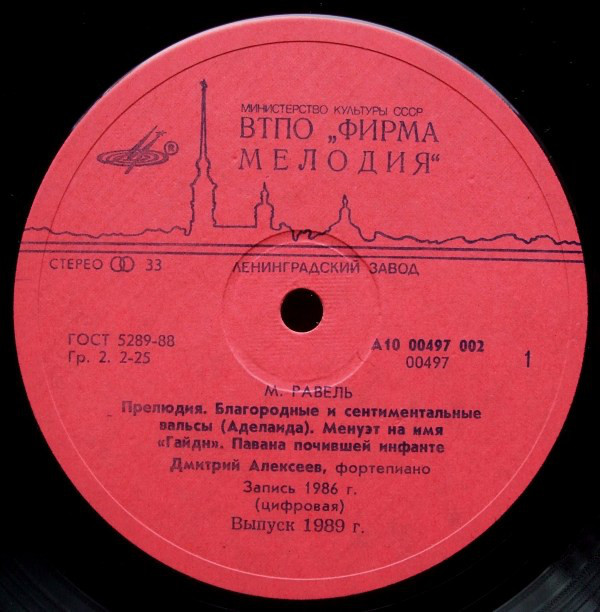 МИНИСТЕРСТВО КУЛЬТУРЫ СССР
ВТПО „ФИРМА
МЕЛОДИЯ“
®
СТЕРЕО 33
ЛЕНИНГРАДСКИЙ ЗАВОД
ГОСТ 5289-88
Гр. 2. 2-25
А10 00497 002
00497
1
М. РАВЕЛЬ
Прелюдия. Благородные и сентиментальные
вальсы (Аделаида). Менуэт на имя
«Гайдн». Павана почившей инфанте
Дмитрий Алексеев, фортепиано
Запись 1986 г.
(цифровая)
Выпуск 1989 г.